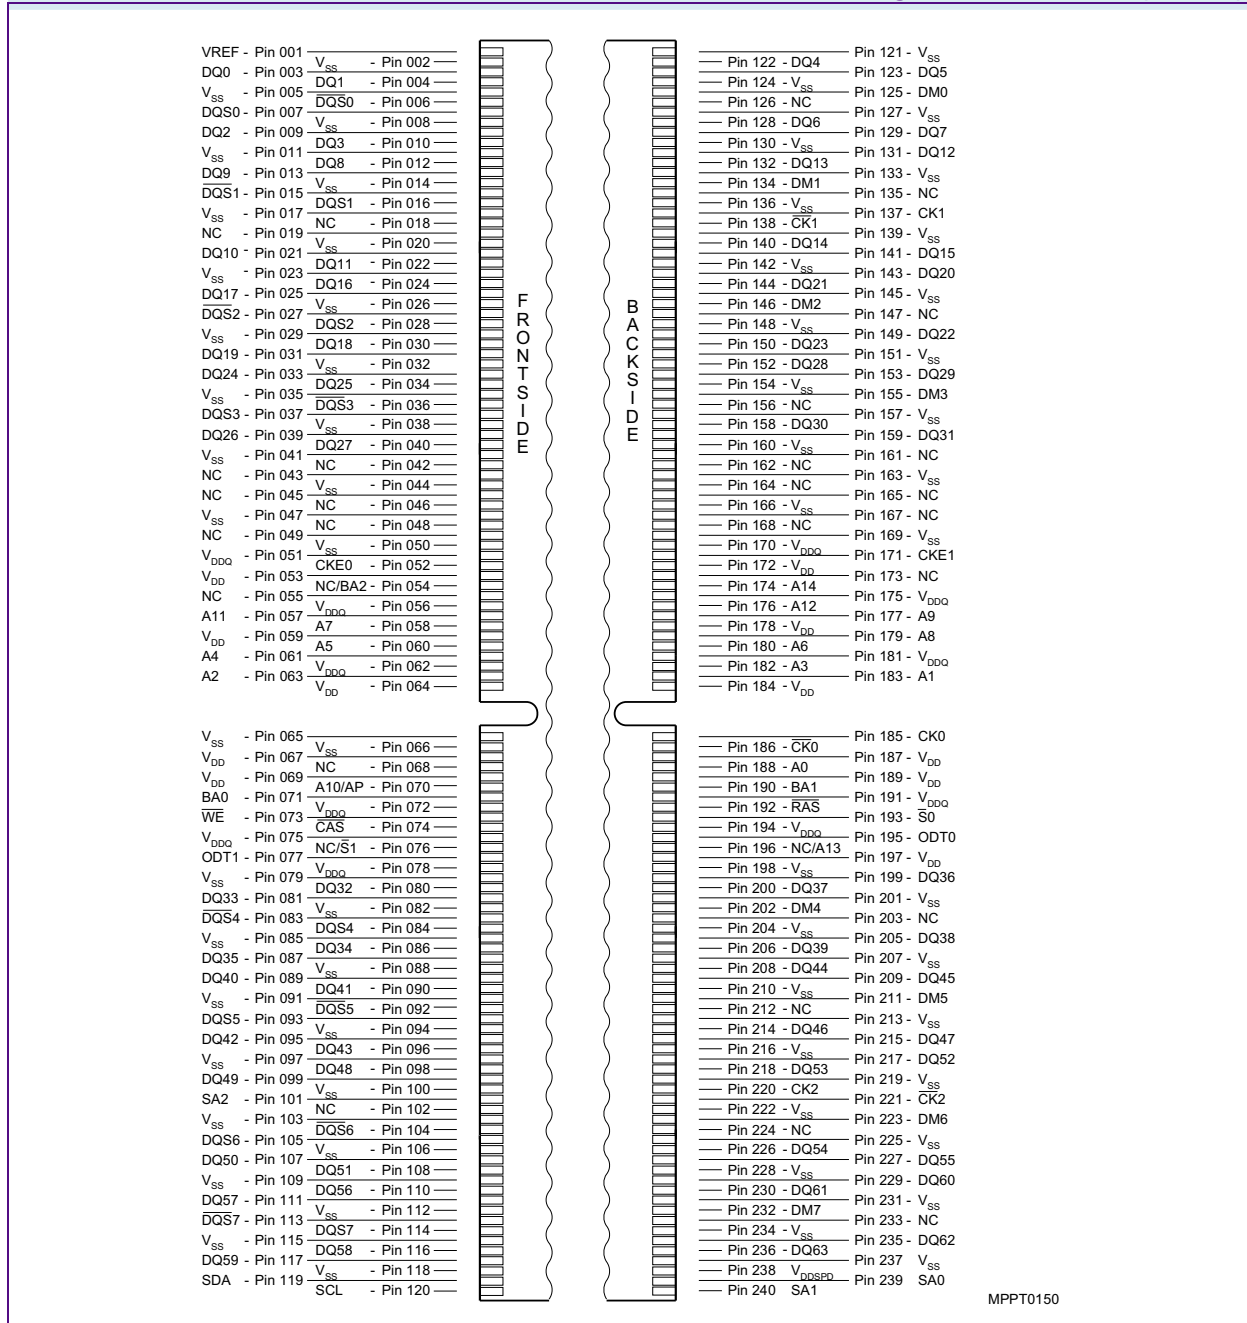 VREF - Pin 001
VSS - Pin 002
DQ0 - Pin 003
DQ1 - Pin 004
VSS - Pin 005
DQS0 - Pin 006
DQS0 - Pin 007
VSS - Pin 008
DQ2 - Pin 009
DQ3 - Pin 010
VSS - Pin 011
DQ8 - Pin 012
DQ9 - Pin 013
VSS - Pin 014
DQS1 - Pin 015
DQS1 - Pin 016
VSS - Pin 017
NC - Pin 018
NC - Pin 019
VSS - Pin 020
DQ10 - Pin 021
DQ11 - Pin 022
VSS - Pin 023
DQ16 - Pin 024
DQ17 - Pin 025
VSS - Pin 026
DQS2 - Pin 027
DQS2 - Pin 028
VSS - Pin 029
DQ18 - Pin 030
DQ19 - Pin 031
VSS - Pin 032
DQ24 - Pin 033
DQ25 - Pin 034
VSS - Pin 035
DQS3 - Pin 036
DQS3 - Pin 037
VSS - Pin 038
DQ26 - Pin 039
DQ27 - Pin 040
VSS - Pin 041
NC - Pin 042
NC - Pin 043
VSS - Pin 044
NC - Pin 045
NC - Pin 046
VSS - Pin 047
NC - Pin 048
NC - Pin 049
VSS - Pin 050
VDDQ - Pin 051
CKE0 - Pin 052
VDD - Pin 053
NC/BA2 - Pin 054
NC - Pin 055
VDDQ - Pin 056
A11 - Pin 057
A7 - Pin 058
VDD - Pin 059
A5 - Pin 060
A4 - Pin 061
VDDQ - Pin 062
A2 - Pin 063
VDD - Pin 064
VSS - Pin 065
VSS - Pin 066
VDD - Pin 067
NC - Pin 068
VDD - Pin 069
A10/AP - Pin 070
BA0 - Pin 071
VDDQ - Pin 072
WE - Pin 073
CAS - Pin 074
VDDQ - Pin 075
NC/S1 - Pin 076
ODT1 - Pin 077
VDDQ - Pin 078
VSS - Pin 079
DQ32 - Pin 080
DQ33 - Pin 081
VSS - Pin 082
DQS4 - Pin 083
DQS4 - Pin 084
VSS - Pin 085
DQ34 - Pin 086
DQ35 - Pin 087
VSS - Pin 088
DQ40 - Pin 089
DQ41 - Pin 090
VSS - Pin 091
DQS5 - Pin 092
DQS5 - Pin 093
VSS - Pin 094
DQ42 - Pin 095
DQ43 - Pin 096
VSS - Pin 097
DQ48 - Pin 098
DQ49 - Pin 099
VSS - Pin 100
SA2 - Pin 101
NC - Pin 102
VSS - Pin 103
DQS6 - Pin 104
DQS6 - Pin 105
VSS - Pin 106
DQ50 - Pin 107
DQ51 - Pin 108
VSS - Pin 109
DQ56 - Pin 110
DQ57 - Pin 111
VSS - Pin 112
DQS7 - Pin 113
DQS7 - Pin 114
VSS - Pin 115
DQ58 - Pin 116
DQ59 - Pin 117
VSS - Pin 118
SDA - Pin 119
SCL - Pin 120
FRONTSIDE
BACKSIDE
Pin 121 - VSS
Pin 122 - DQ4
Pin 123 - DQ5
Pin 124 - VSS
Pin 125 - DM0
Pin 126 - NC
Pin 127 - VSS
Pin 128 - DQ6
Pin 129 - DQ7
Pin 130 - VSS
Pin 131 - DQ12
Pin 132 - DQ13
Pin 133 - VSS
Pin 134 - DM1
Pin 135 - NC
Pin 136 - VSS
Pin 137 - CK1
Pin 138 - CK1
Pin 139 - VSS
Pin 140 - DQ14
Pin 141 - DQ15
Pin 142 - VSS
Pin 143 - DQ20
Pin 144 - DQ21
Pin 145 - VSS
Pin 146 - DM2
Pin 147 - NC
Pin 148 - VSS
Pin 149 - DQ22
Pin 150 - DQ23
Pin 151 - VSS
Pin 152 - DQ28
Pin 153 - DQ29
Pin 154 - VSS
Pin 155 - DM3
Pin 156 - NC
Pin 157 - VSS
Pin 158 - DQ30
Pin 159 - DQ31
Pin 160 - VSS
Pin 161 - NC
Pin 162 - NC
Pin 163 - VSS
Pin 164 - NC
Pin 165 - NC
Pin 166 - VSS
Pin 167 - NC
Pin 168 - NC
Pin 169 - VSS
Pin 170 - VDDQ
Pin 171 - CKE1
Pin 172 - VDD
Pin 173 - NC
Pin 174 - A14
Pin 175 - VDDQ
Pin 176 - A12
Pin 177 - A9
Pin 178 - VDD
Pin 179 - A8
Pin 180 - A6
Pin 181 - VDDQ
Pin 182 - A3
Pin 183 - A1
Pin 184 - VDD
Pin 185 - CK0
Pin 186 - CK0
Pin 187 - VDD
Pin 188 - A0
Pin 189 - VDD
Pin 190 - BA1
Pin 191 - VDDQ
Pin 192 - RAS
Pin 193 - S0
Pin 194 - VDDQ
Pin 195 - ODT0
Pin 196 - NC/A13
Pin 197 - VDD
Pin 198 - VSS
Pin 199 - DQ36
Pin 200 - DQ37
Pin 201 - VSS
Pin 202 - DM4
Pin 203 - NC
Pin 204 - VSS
Pin 205 - DQ38
Pin 206 - DQ39
Pin 207 - VSS
Pin 208 - DQ44
Pin 209 - DQ45
Pin 210 - VSS
Pin 211 - DM5
Pin 212 - NC
Pin 213 - VSS
Pin 214 - DQ46
Pin 215 - DQ47
Pin 216 - VSS
Pin 217 - DQ52
Pin 218 - DQ53
Pin 219 - VSS
Pin 220 - CK2
Pin 221 - CK2
Pin 222 - VSS
Pin 223 - DM6
Pin 224 - NC
Pin 225 - VSS
Pin 226 - DQ54
Pin 227 - DQ55
Pin 228 - VSS
Pin 229 - DQ60
Pin 230 - DQ61
Pin 231 - VSS
Pin 232 - DM7
Pin 233 - NC
Pin 234 - VSS
Pin 235 - DQ62
Pin 236 - DQ63
Pin 237 VSS
Pin 238 VDDSPD
Pin 239 SA0
Pin 240 SA1
MPPT0150